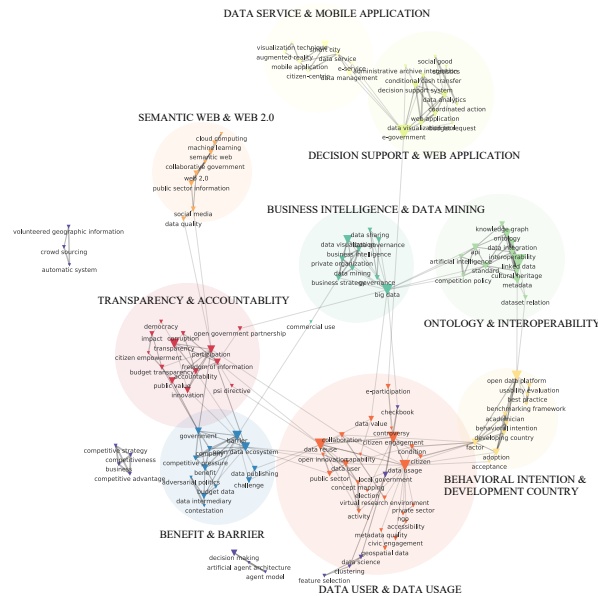 DATA SERVICE & MOBILE APPLICATION
visualization technique
smart city
augmented reality
data service
mobile application
e-service
citizen-centric
data management
social good
administrative archive integration
statistics
conditional cash transfer
decision support system
data analytics
coordinated action
web application
data visualization
budget request
e-government
DECISION SUPPORT & WEB APPLICATION
SEMANTIC WEB & WEB 2.0
cloud computing
machine learning
semantic web
collaborative government
web 2.0
public sector information
social media
data quality
volunteered geographic information
crowd sourcing
automatic system
BUSINESS INTELLIGENCE & DATA MINING
data sharing
data visualization
data governance
business intelligence
private organization
data mining
business strategy
governance
big data
commercial use
knowledge graph
ontology
data integration
api
interoperability
artificial intelligence
linked data
standard
cultural heritage
competition policy
metadata
dataset relation
ONTOLOGY & INTEROPERABILITY
TRANSPARENCY & ACCOUNTABLITY
democracy
open government partnership
impact
corruption
transparency
participation
citizen empowerment
freedom of information
budget transparency
accountability
public value
psi directive
innovation
government
barrier
company
open data ecosystem
competitive pressure
benefit
data publishing
adversarial politics
challenge
budget data
data intermediary
contestation
BENEFIT & BARRIER
competitive strategy
competitiveness
business
competitive advantage
decision making
artificial agent architecture
agent model
e-participation
checkbook
data value
controversy
collaboration
citizen engagement
data reuse
condition
open innovation
capability
citizen
data user
data usage
public sector
local government
concept mapping
election
virtual research environment
private sector
activity
ngo
accessibility
metadata quality
civic engagement
geospatial data
data science
clustering
feature selection
DATA USER & DATA USAGE
open data platform
usability evaluation
best practice
benchmarking framework
academician
behavioral intention
developing country
factor
adoption
acceptance
BEHAVIORAL INTENTION &
DEVELOPMENT COUNTRY